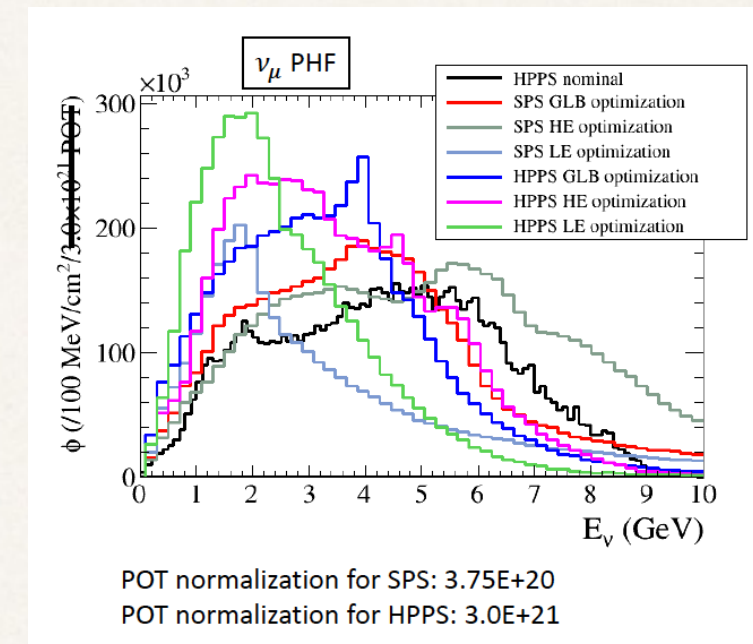 ν_μ PHF
×10³
HPPS nominal
SPS GLB optimization
SPS HE optimization
SPS LE optimization
HPPS GLB optimization
HPPS HE optimization
HPPS LE optimization
300
200
100
0
ϕ (/100 MeV/cm²/3.0×10²¹ POT)
0 1 2 3 4 5 6 7 8 9 10
E_ν (GeV)
POT normalization for SPS: 3.75E+20
POT normalization for HPPS: 3.0E+21